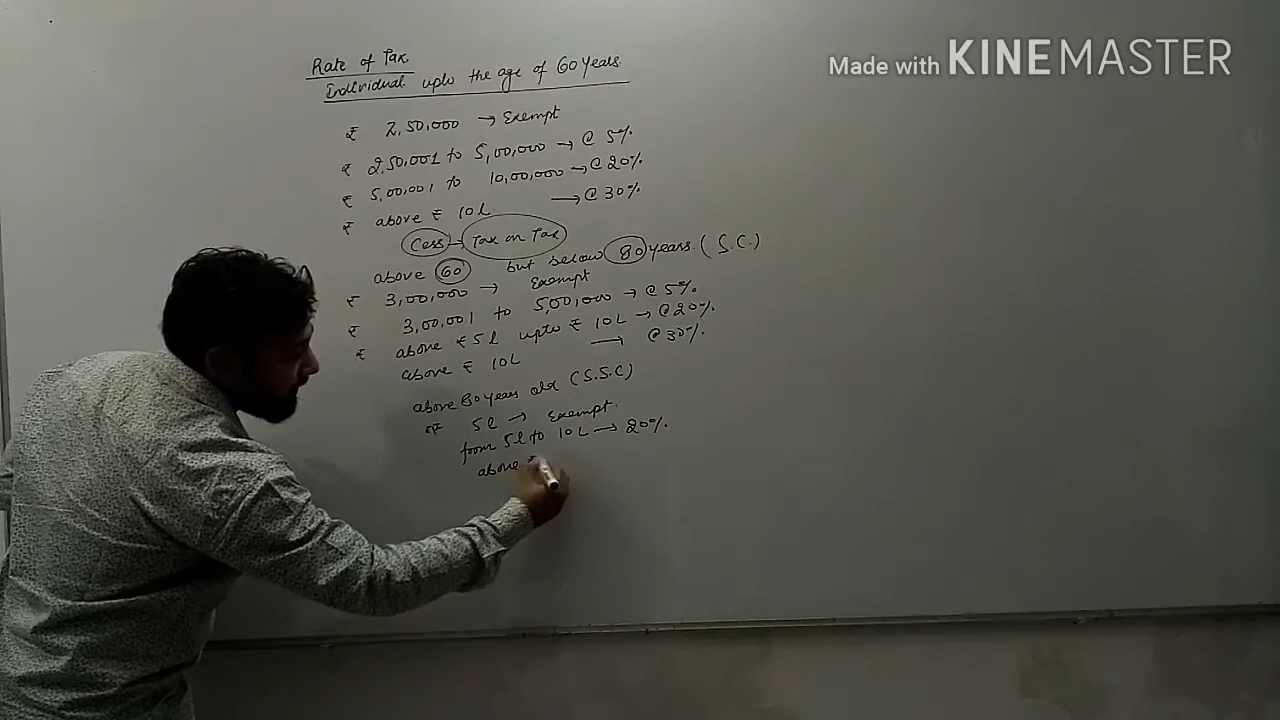 Made with KINEMASTER
Rate of Tax
Individual upto the age of 60 years
₹ 2,50,000 → Exempt
₹ 2,50,001 to 5,00,000 → @ 5%
₹ 5,00,001 to 10,00,000 → @ 20%
₹ above ₹ 10L → @ 30%
Cess → Tax on Tax
above 60 but below 80 years. (S.C.)
₹ 3,00,000 → Exempt
₹ 3,00,001 to 5,00,000 → @ 5%
₹ above ₹ 5l upto ₹ 10L → @ 20%
above ₹ 10L → @ 30%
above 80 years old (S.S.C)
₹ 5l → Exempt.
from 5l to 10L → 20%
above ₹